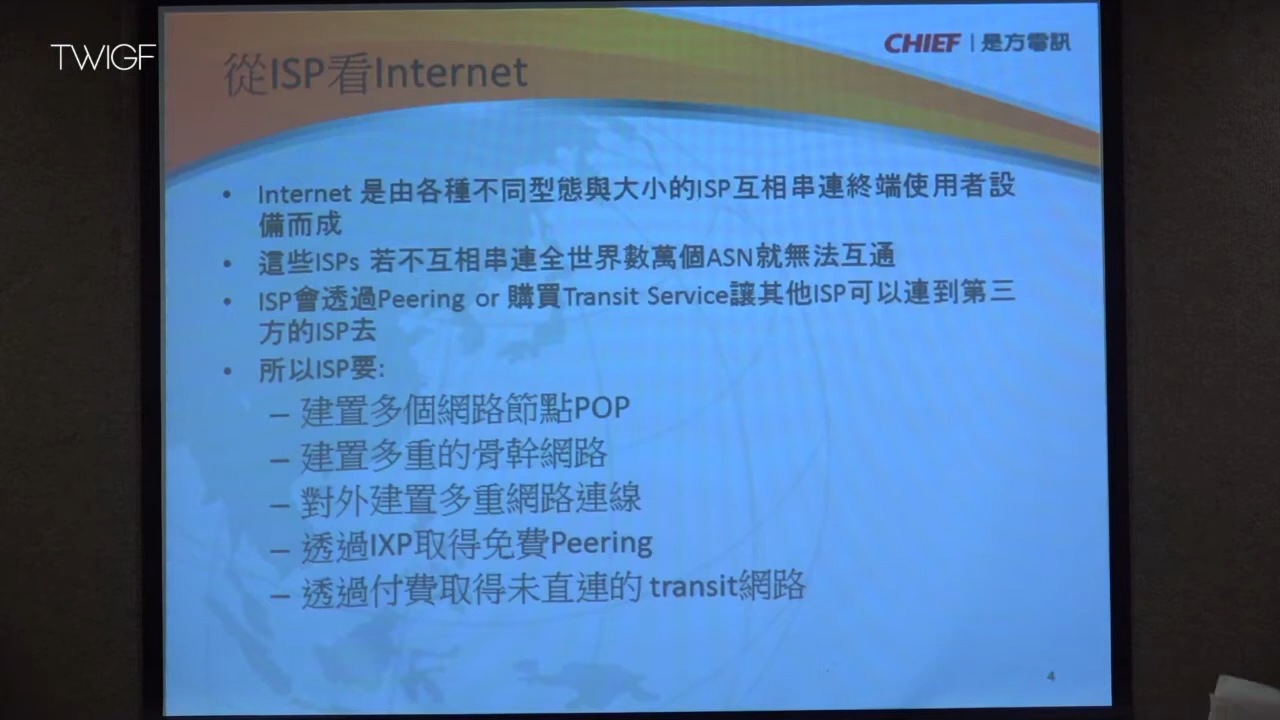 TWIGF
CHIEF | 是方電訊
從ISP看Internet
• Internet 是由各種不同型態與大小的ISP互相串連終端使用者設
備而成
• 這些ISPs 若不互相串連全世界數萬個ASN就無法互通
• ISP會透過Peering or 購買Transit Service讓其他ISP可以連到第三
方的ISP去
• 所以ISP要:
– 建置多個網路節點POP
– 建置多重的骨幹網路
– 對外建置多重網路連線
– 透過IXP取得免費Peering
– 透過付費取得未直連的 transit網路
4